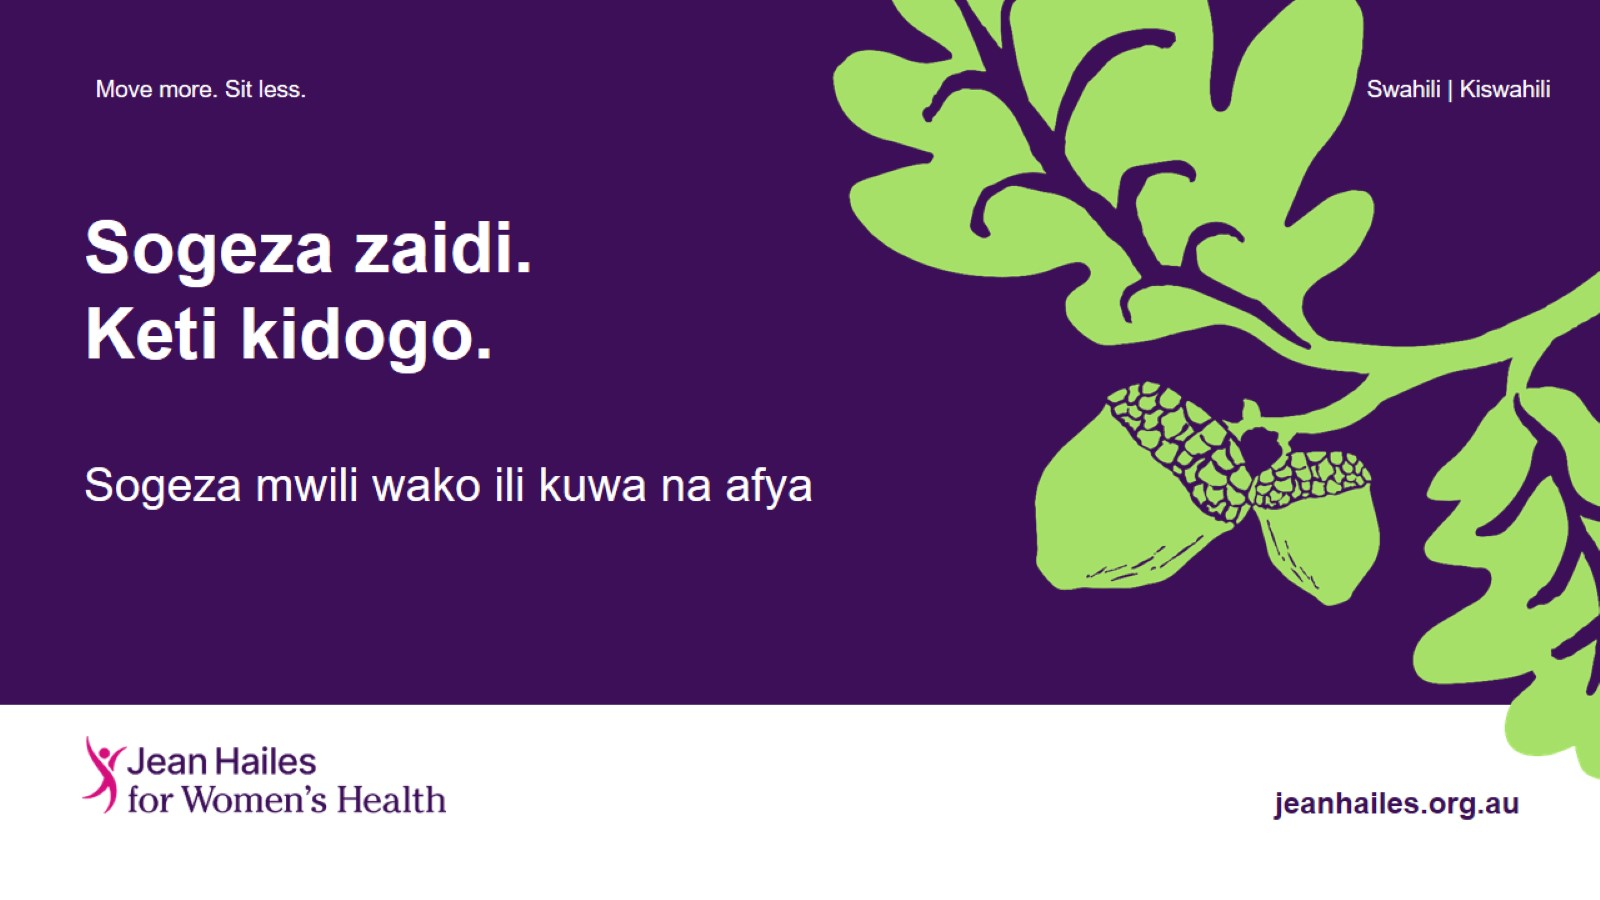 Move more. Sit less.
Swahili | Kiswahili
Sogeza zaidi.
Keti kidogo.
Sogeza mwili wako ili kuwa na afya
Jean Hailes
for Women's Health
jeanhailes.org.au